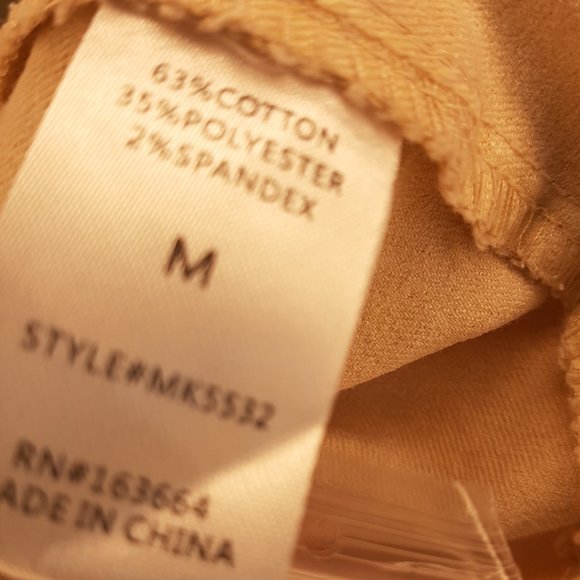 63%COTTON
35%POLYESTER
2%SPANDEX
M
STYLE#MK5532
RN#163664
ADE IN CHINA